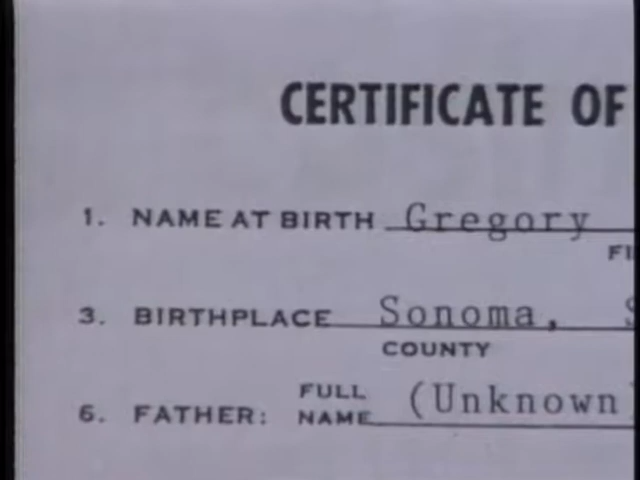 CERTIFICATE OF
1. NAME AT BIRTH Gregory
3. BIRTHPLACE Sonoma,
COUNTY
6. FATHER: FULL NAME (Unknown